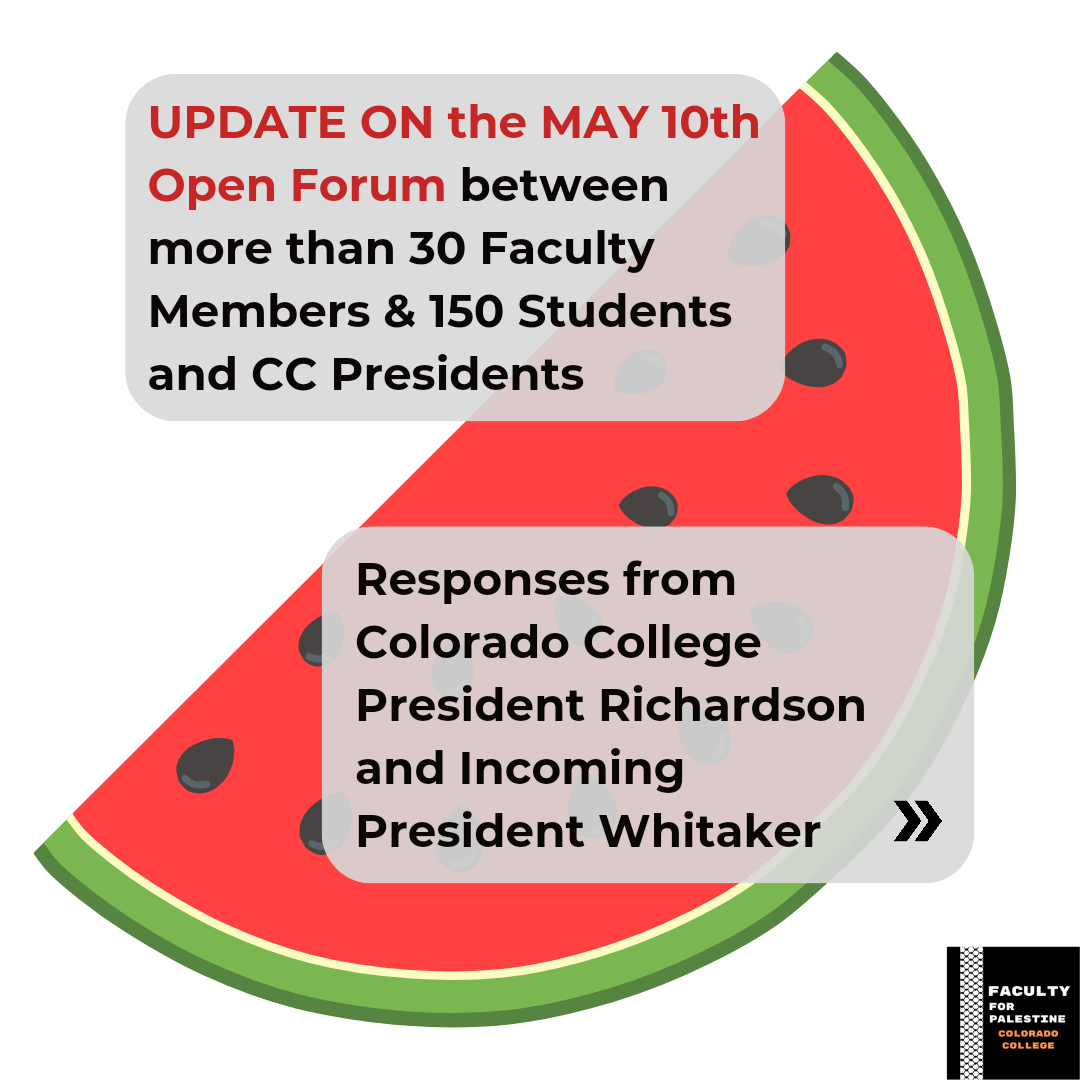 UPDATE ON the MAY 10th
Open Forum between
more than 30 Faculty
Members & 150 Students
and CC Presidents
Responses from
Colorado College
President Richardson
and Incoming
President Whitaker »
FACULTY
FOR
PALESTINE
COLORADO
COLLEGE